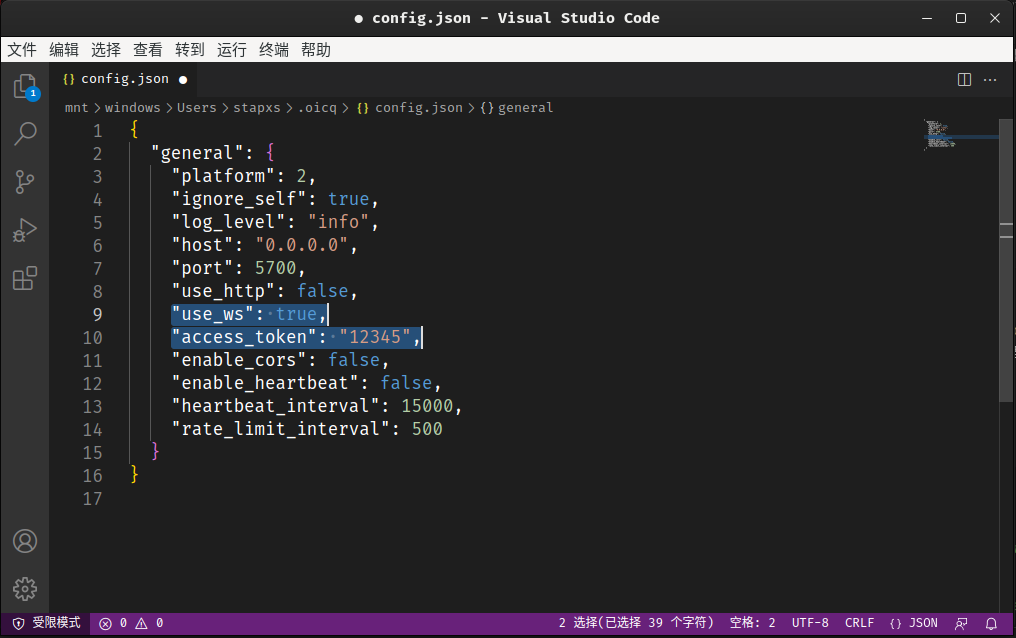 ● config.json - Visual Studio Code
文件 编辑 选择 查看 转到 运行 终端 帮助
{} config.json ●
mnt > windows > Users > stapxs > .oicq > {} config.json > {} general
1 {
2 "general": {
3 "platform": 2,
4 "ignore_self": true,
5 "log_level": "info",
6 "host": "0.0.0.0",
7 "port": 5700,
8 "use_http": false,
9 "use_ws": true,
10 "access_token": "12345",
11 "enable_cors": false,
12 "enable_heartbeat": false,
13 "heartbeat_interval": 15000,
14 "rate_limit_interval": 500
15 }
16 }
17
1
受限模式 0 0 2 选择(已选择 39 个字符) 空格: 2 UTF-8 CRLF {} JSON